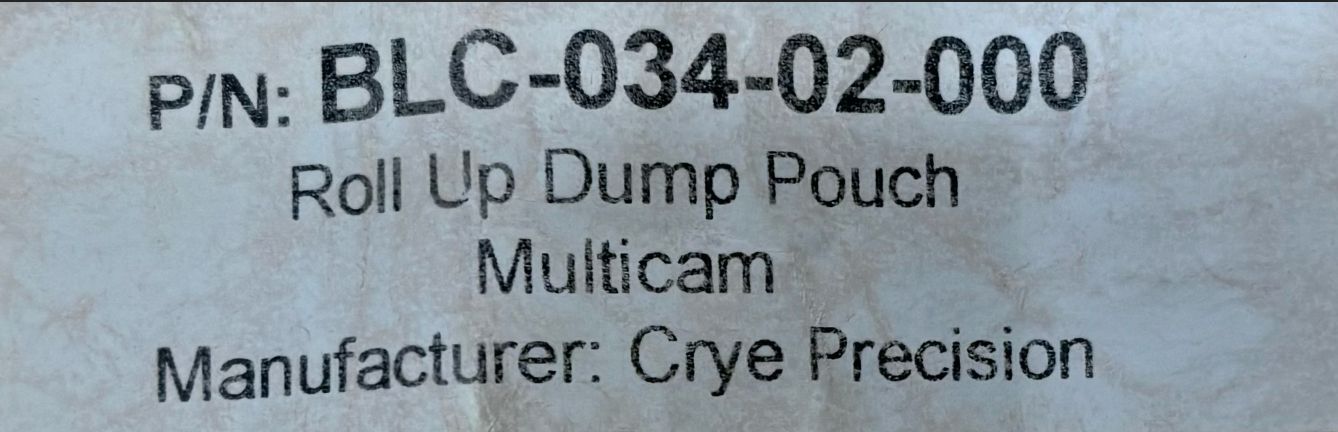 P/N: BLC-034-02-000
Roll Up Dump Pouch
Multicam
Manufacturer: Crye Precision